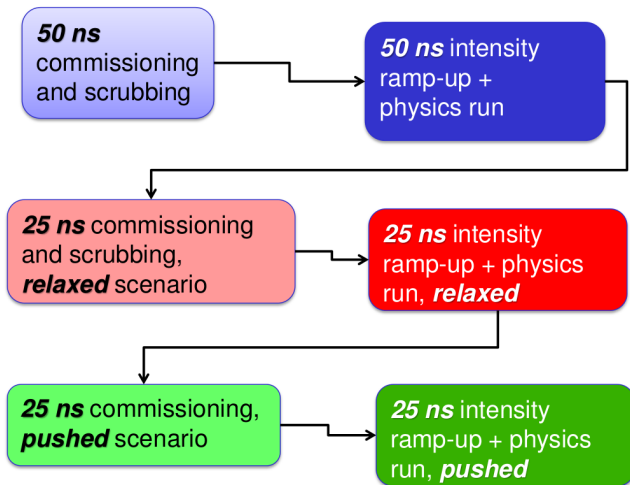 50 ns
commissioning
and scrubbing
50 ns intensity
ramp-up +
physics run
25 ns commissioning
and scrubbing,
relaxed scenario
25 ns intensity
ramp-up + physics
run, relaxed
25 ns commissioning,
pushed scenario
25 ns intensity
ramp-up + physics
run, pushed